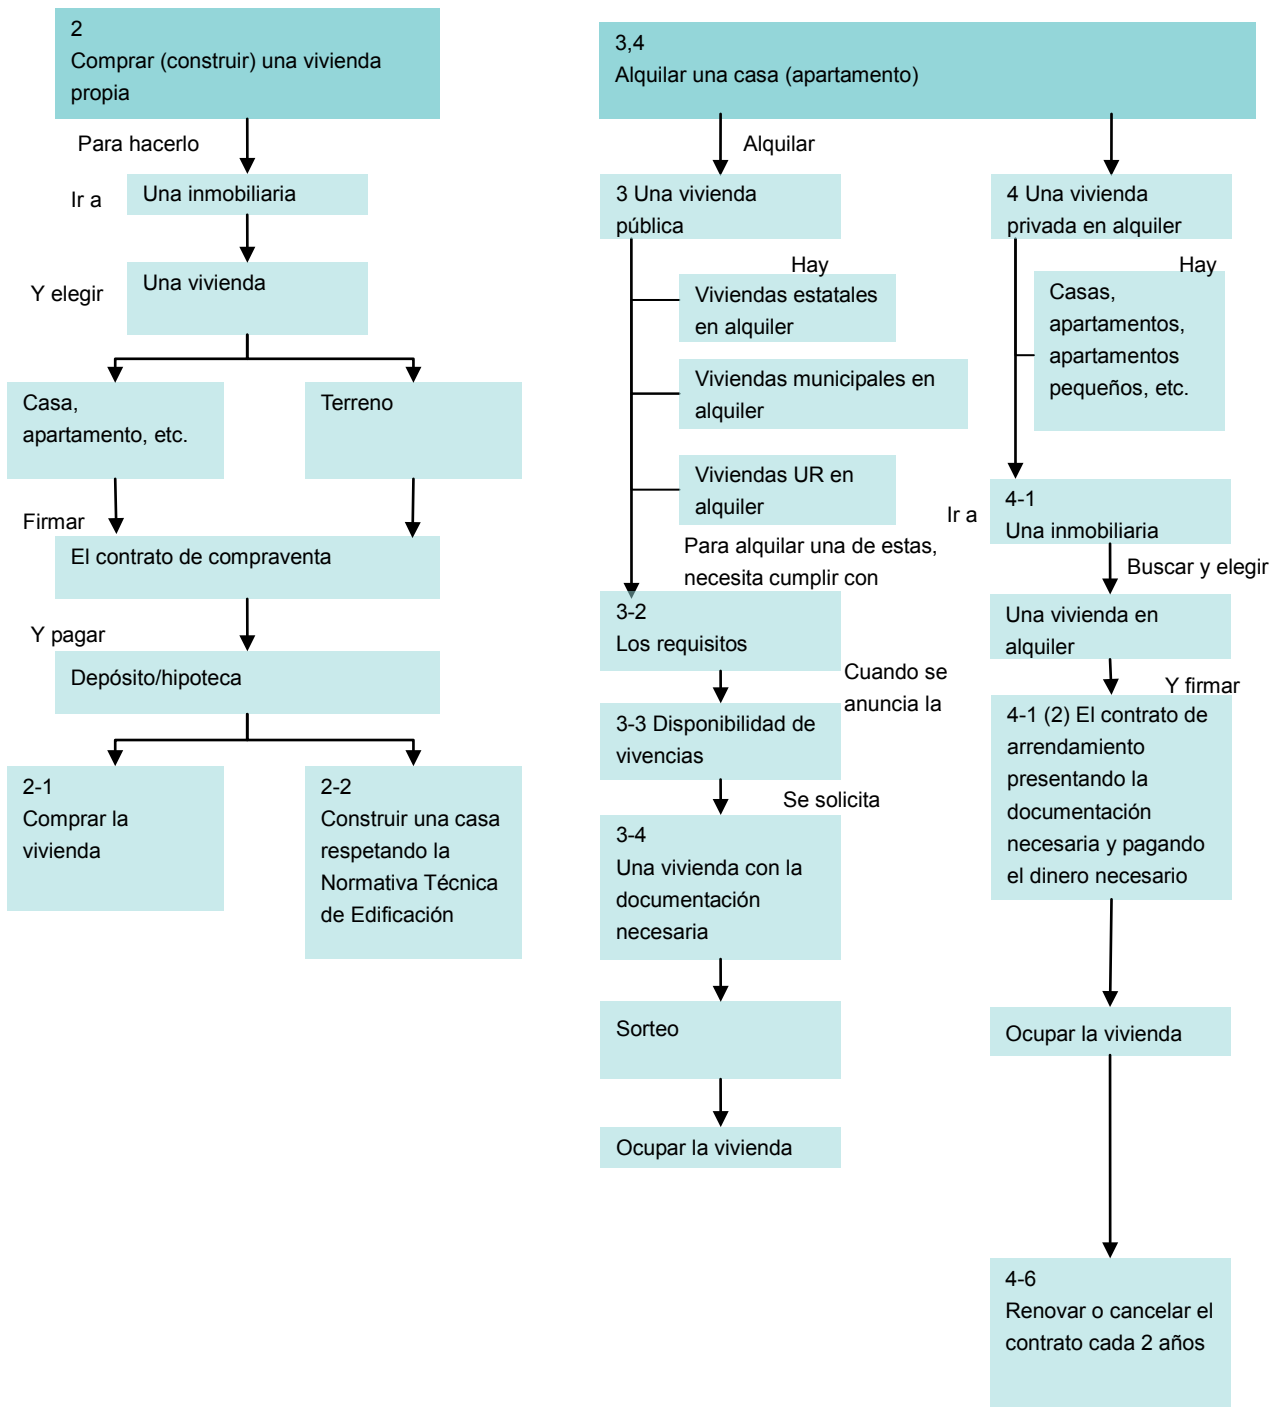 2
Comprar (construir) una vivienda
propia
Para hacerlo
Ir a
Una inmobiliaria
Y elegir
Una vivienda
Casa,
apartamento, etc.
Terreno
Firmar
El contrato de compraventa
Y pagar
Depósito/hipoteca
2-1
Comprar la
vivienda
2-2
Construir una casa
respetando la
Normativa Técnica
de Edificación
3,4
Alquilar una casa (apartamento)
Alquilar
3 Una vivienda
pública
Hay
Viviendas estatales
en alquiler
Viviendas municipales en
alquiler
Viviendas UR en
alquiler
Para alquilar una de estas,
necesita cumplir con
3-2
Los requisitos
Cuando se
anuncia la
3-3 Disponibilidad de
vivencias
Se solicita
3-4
Una vivienda con la
documentación
necesaria
Sorteo
Ocupar la vivienda
4 Una vivienda
privada en alquiler
Hay
Casas,
apartamentos,
apartamentos
pequeños, etc.
Ir a
4-1
Una inmobiliaria
Buscar y elegir
Una vivienda en
alquiler
Y firmar
4-1 (2) El contrato de
arrendamiento
presentando la
documentación
necesaria y pagando
el dinero necesario
Ocupar la vivienda
4-6
Renovar o cancelar el
contrato cada 2 años